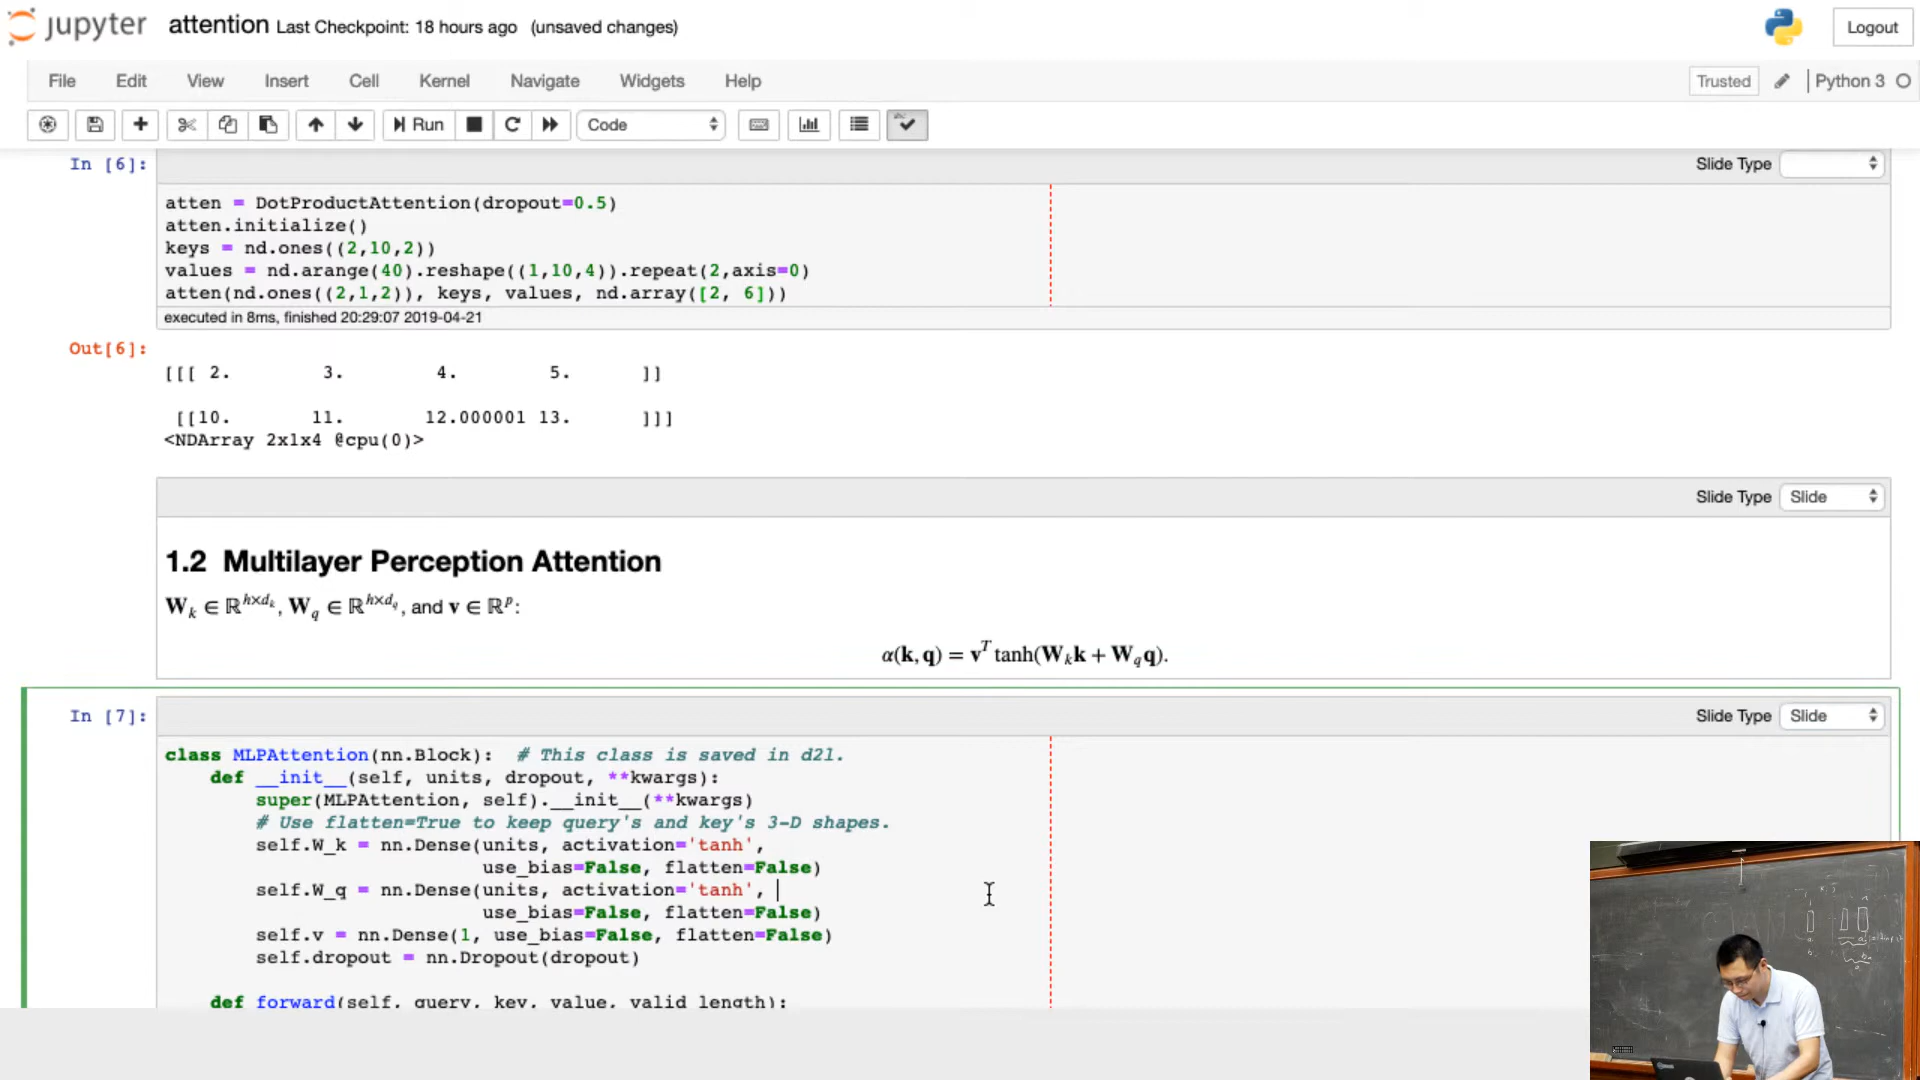 jupyter attention Last Checkpoint: 18 hours ago (unsaved changes) Logout
File Edit View Insert Cell Kernel Navigate Widgets Help Trusted Python 3
Run Code
In [6]: Slide Type
atten = DotProductAttention(dropout=0.5)
atten.initialize()
keys = nd.ones((2,10,2))
values = nd.arange(40).reshape((1,10,4)).repeat(2,axis=0)
atten(nd.ones((2,1,2)), keys, values, nd.array([2, 6]))
executed in 8ms, finished 20:29:07 2019-04-21
Out[6]:
[[[ 2. 3. 4. 5. ]]
[[10. 11. 12.000001 13. ]]]
<NDArray 2x1x4 @cpu(0)>
Slide Type Slide
1.2 Multilayer Perception Attention
W_k ∈ ℝ^{h×d_k}, W_q ∈ ℝ^{h×d_q}, and v ∈ ℝ^p:
α(k, q) = v^T tanh(W_k k + W_q q).
In [7]: Slide Type Slide
class MLPAttention(nn.Block): # This class is saved in d2l.
def __init__(self, units, dropout, **kwargs):
super(MLPAttention, self).__init__(**kwargs)
# Use flatten=True to keep query's and key's 3-D shapes.
self.W_k = nn.Dense(units, activation='tanh',
use_bias=False, flatten=False)
self.W_q = nn.Dense(units, activation='tanh',
use_bias=False, flatten=False)
self.v = nn.Dense(1, use_bias=False, flatten=False)
self.dropout = nn.Dropout(dropout)
def forward(self, query, key, value, valid_length):